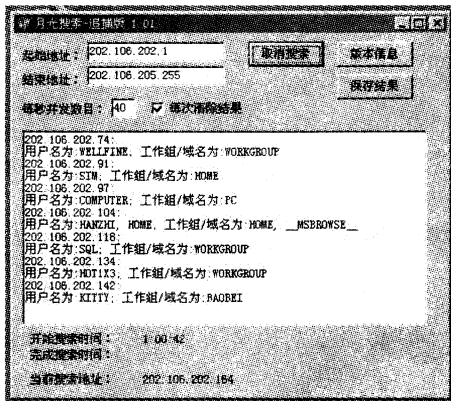 月光搜索-追捕版 1.01
起始地址： 202.106.202.1 取消搜索 版本信息
结束地址： 202.106.205.255 保存结果
每秒并发数目： 40 每次清除结果
202.106.202.74:
用户名为:WELLFINE; 工作组/域名为:WORKGROUP
202.106.202.91:
用户名为:SIM; 工作组/域名为:HOME
202.106.202.97:
用户名为:COMPUTER; 工作组/域名为:PC
202.106.202.104:
用户名为:HANZHI, HOME, 工作组/域名为:HOME, __MSBROWSE__
202.106.202.118:
用户名为:SQL; 工作组/域名为:WORKGROUP
202.106.202.134:
用户名为:HOT1X3; 工作组/域名为:WORKGROUP
202.106.202.142:
用户名为:KITTY; 工作组/域名为:BAOBEI
开始搜索时间： 1:00:42
完成搜索时间：
当前搜索地址： 202.106.202.164